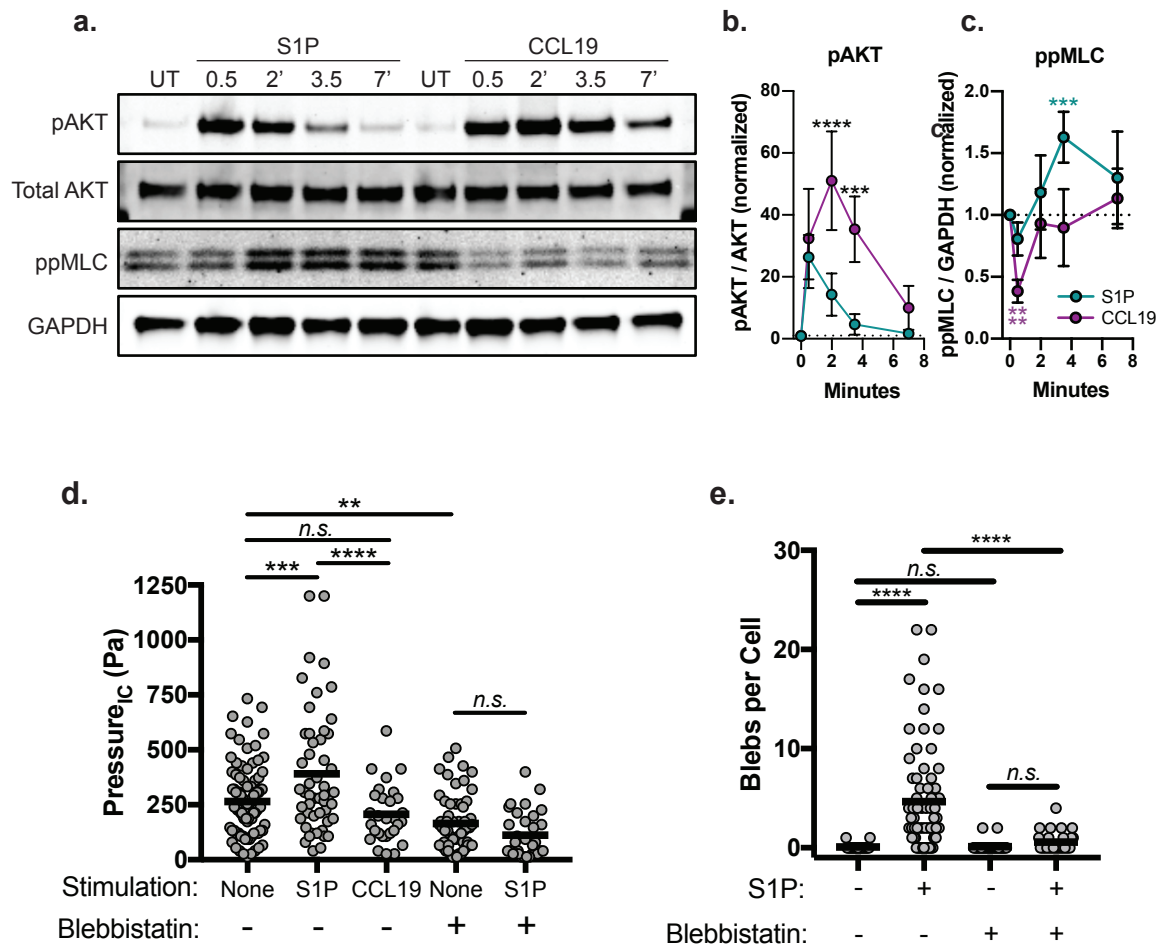 a.
S1P CCL19
UT 0.5 2' 3.5 7' UT 0.5 2' 3.5 7'
pAKT
Total AKT
ppMLC
GAPDH
b.
pAKT
pAKT / AKT (normalized)
80
60
40
20
0
****
***
0 2 4 6 8
Minutes
c.
ppMLC
c
ppMLC / GAPDH (normalized)
2.0
1.5
1.0
0.5
0.0
***
**
**
S1P
CCL19
0 2 4 6 8
Minutes
d.
**
n.s.
*** ****
n.s.
Pressure IC (Pa)
1250
1000
750
500
250
0
Stimulation: None S1P CCL19 None S1P
Blebbistatin: - - - + +
e.
****
n.s.
****
n.s.
Blebs per Cell
30
20
10
0
S1P: - + - +
Blebbistatin: - - + +